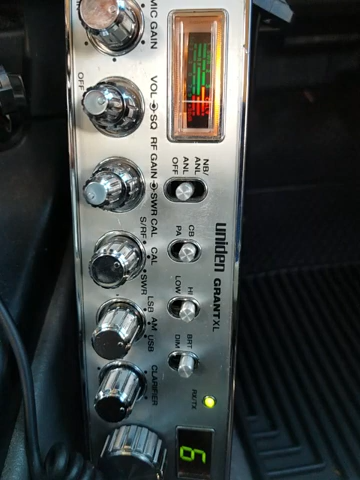 MIC GAIN
OFF
VOL SQ
RF GAIN SWR CAL
S/RF CAL SWR
LSB AM USB
CLARIFIER
NB/ANL ANL OFF
CB PA
HI LOW
BRT DIM
RX/TX
uniden GRANT XL